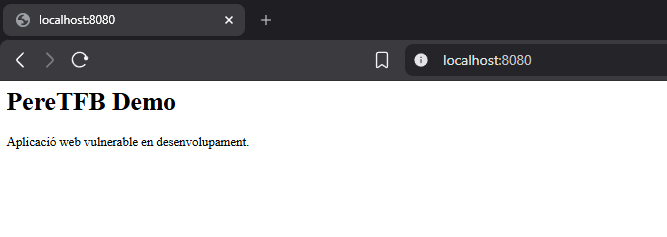 localhost:8080
localhost:8080
PereTFB Demo
Aplicació web vulnerable en desenvolupament.